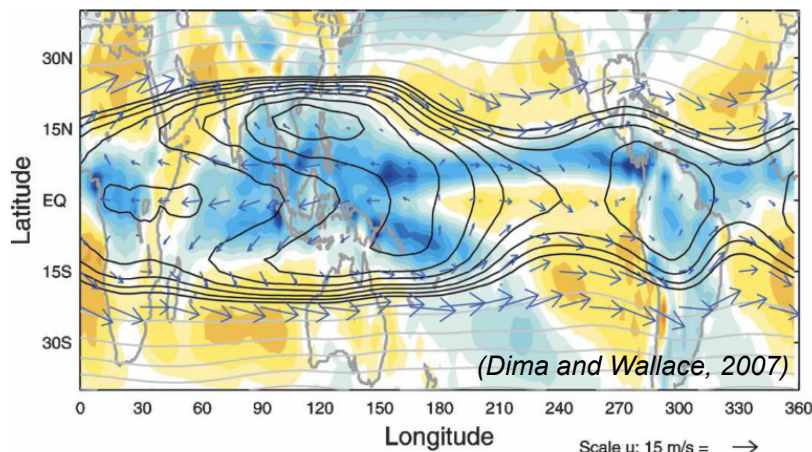 30N
15N
EQ
15S
30S
Latitude
(Dima and Wallace, 2007)
0 30 60 90 120 150 180 210 240 270 300 330 360
Longitude
Scale u: 15 m/s =